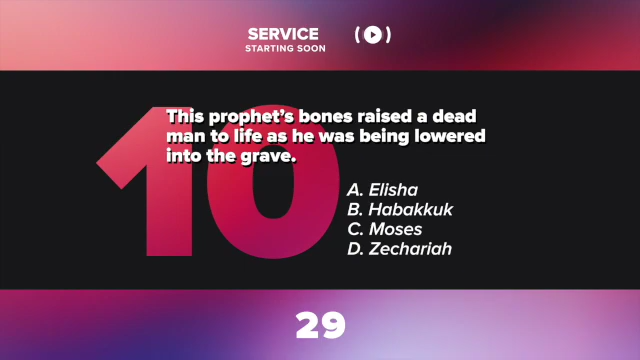 SERVICE
STARTING SOON
10
This prophet's bones raised a dead
man to life as he was being lowered
into the grave.
A. Elisha
B. Habakkuk
C. Moses
D. Zechariah
29